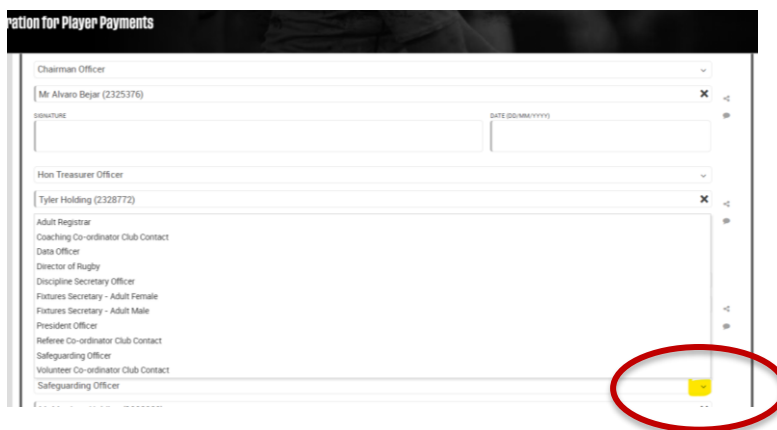 ration for Player Payments
Chairman Officer
Mr Alvaro Bejar (2325376)
SIGNATURE
DATE (DD/MM/YYYY)
Hon Treasurer Officer
Tyler Holding (2328772)
Adult Registrar
Coaching Co-ordinator Club Contact
Data Officer
Director of Rugby
Discipline Secretary Officer
Fixtures Secretary - Adult Female
Fixtures Secretary - Adult Male
President Officer
Referee Co-ordinator Club Contact
Safeguarding Officer
Volunteer Co-ordinator Club Contact
Safeguarding Officer